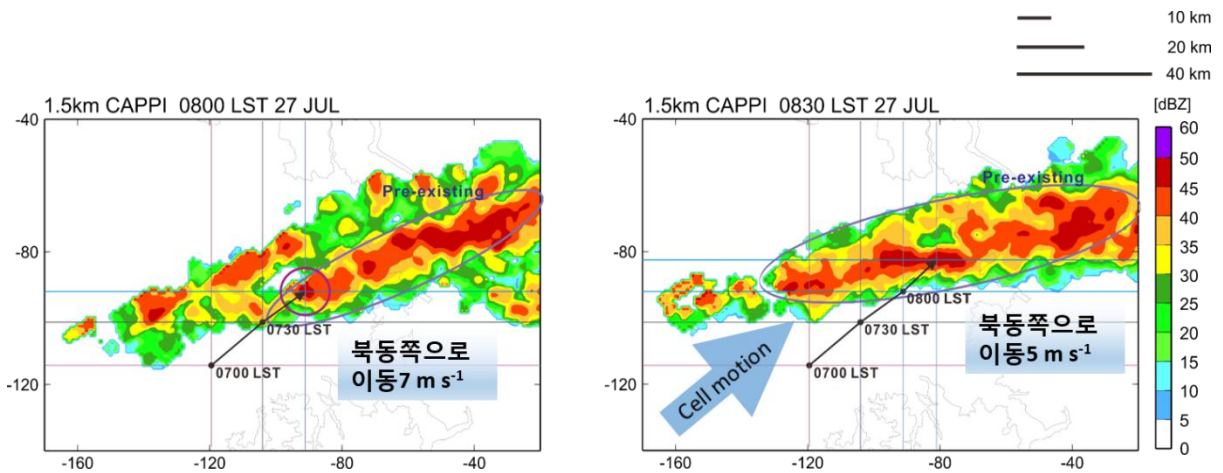 10 km
20 km
40 km
1.5km CAPPI 0800 LST 27 JUL
-40
-80
-120
-160
-120
-80
-40
Pre-existing
0730 LST
0700 LST
북동쪽으로
이동7 m s⁻¹
1.5km CAPPI 0830 LST 27 JUL
-40
-80
-120
-160
-120
-80
-40
Pre-existing
0800 LST
0730 LST
0700 LST
Cell motion
북동쪽으로
이동5 m s⁻¹
[dBZ]
60
50
45
40
35
30
25
20
15
10
5
0